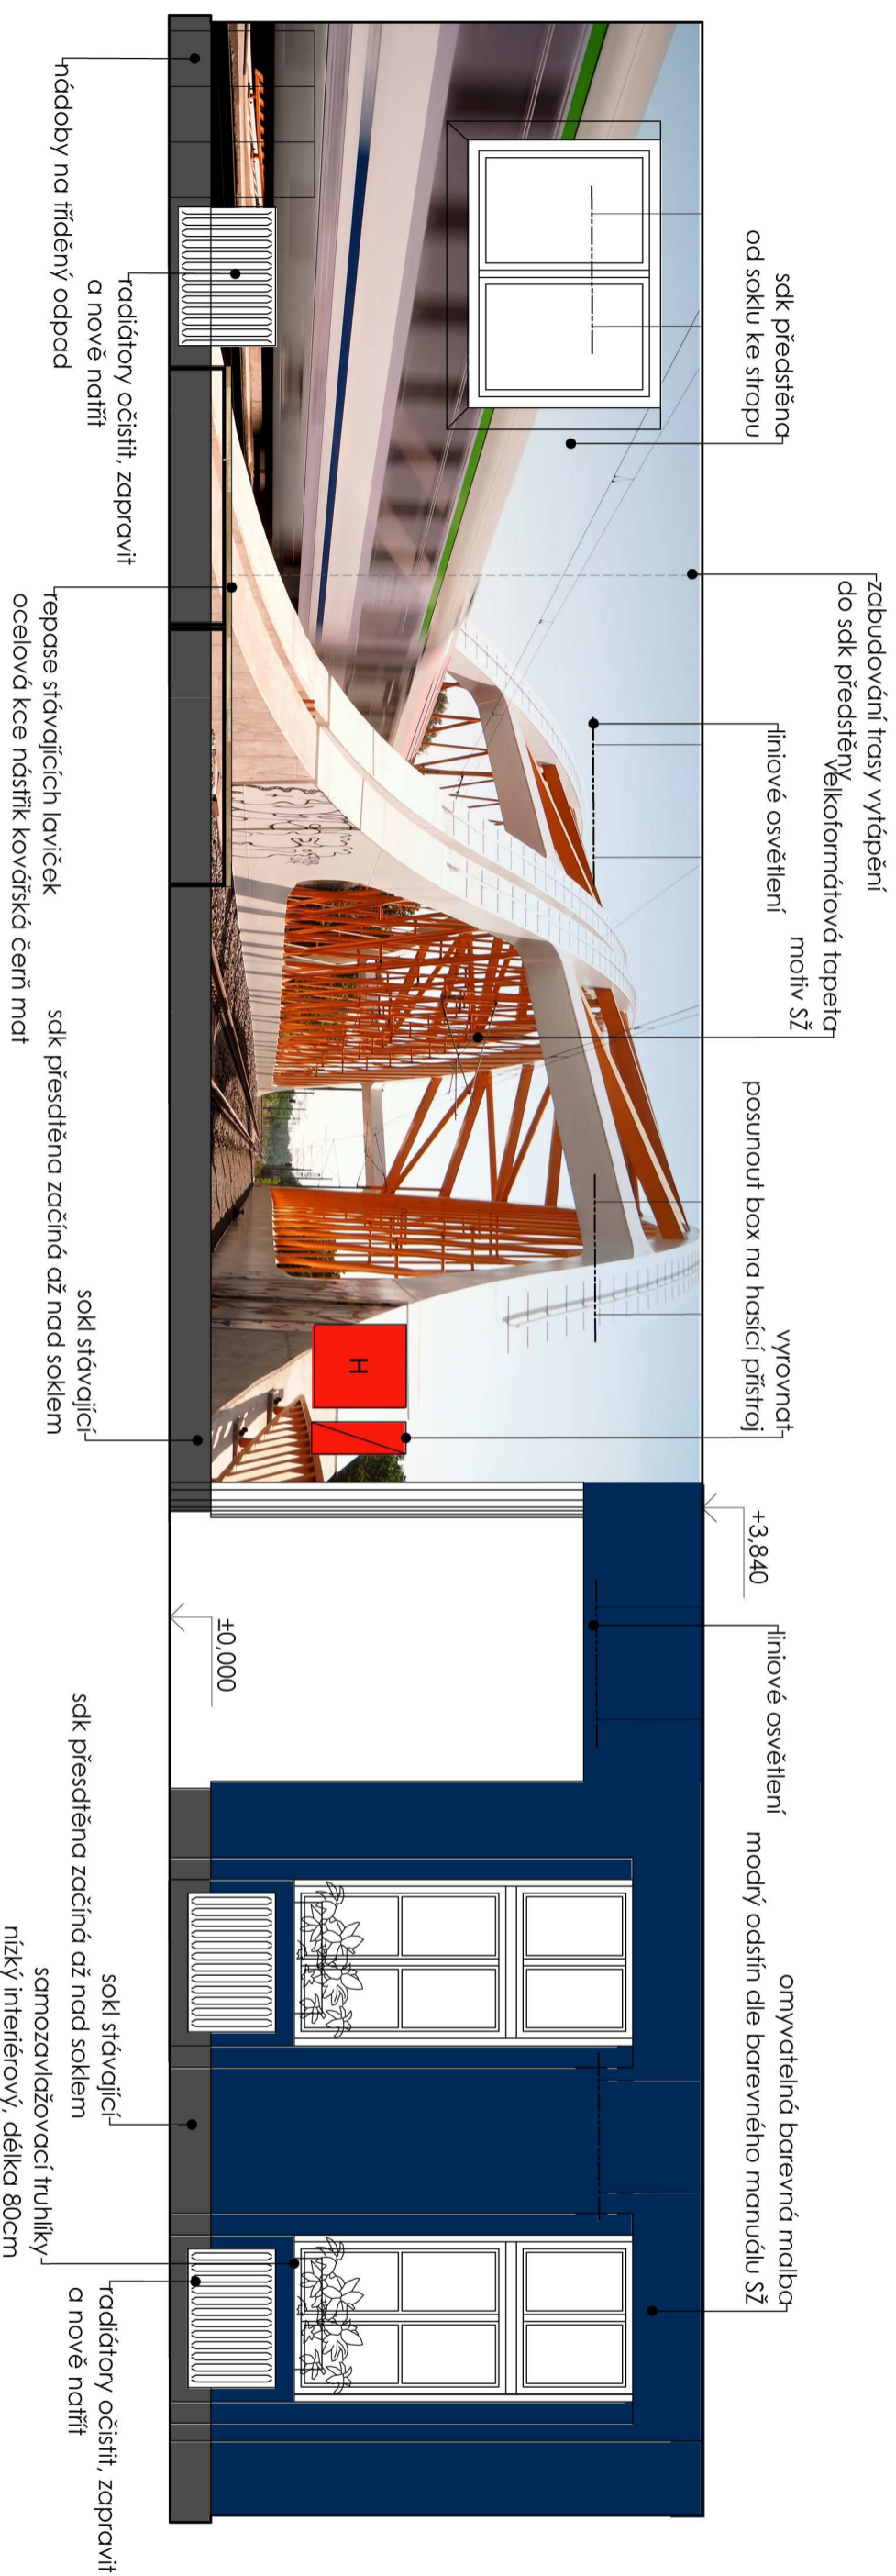 zabudování trasy vytápění
do sdk předstěny
velkoformátová tapeta
motiv SŽ
sdk předstěna
od soklu ke stropu
liniové osvětlení
posunout box na hasící přístroj
vyrovnat
+3,840
liniové osvětlení
omyvatelná barevná malba
modrý odstín dle barevného manuálu SŽ
H
±0,000
nádoby na tříděný odpad
radiátory očistit, zapravit
a nově natřít
repase stávajících laviček
ocelová kce nástřik kovářská čerň mat
sokl stávající
sdk přesdtěna začíná až nad soklem
sokl stávající
sdk přesdtěna začíná až nad soklem
samozavlažovací truhlíky
nízký interiérový, délka 80cm
radiátory očistit, zapravit
a nově natřít